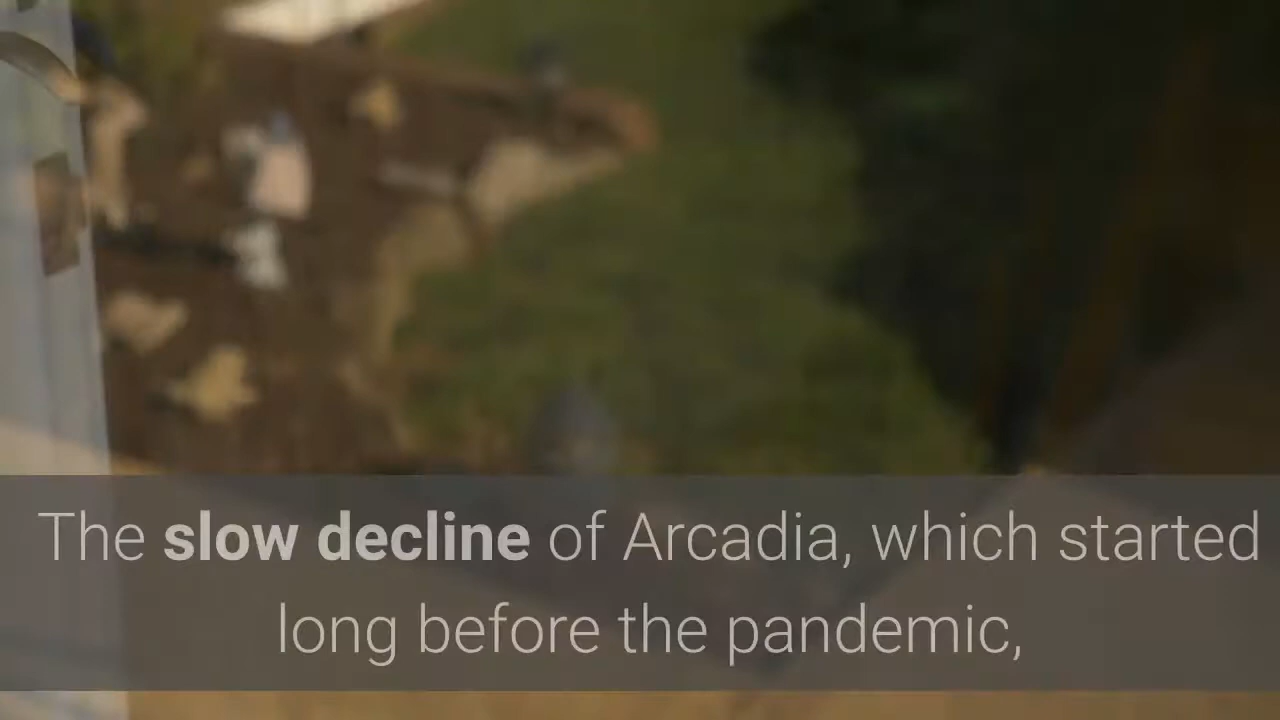 The slow decline of Arcadia, which started
long before the pandemic,